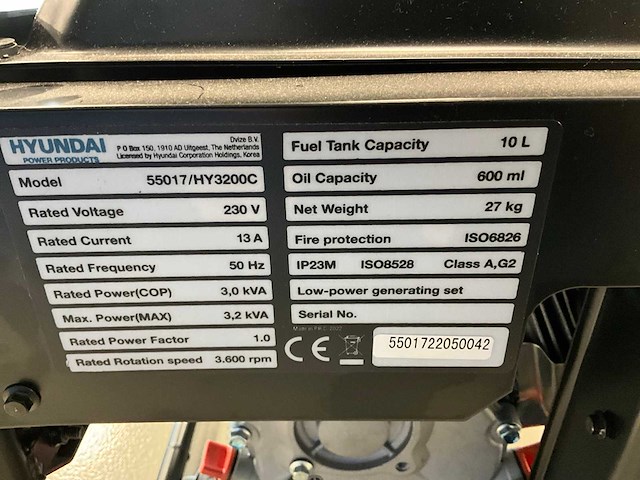 HYUNDAI
POWER PRODUCTS
Dvize B.V.
P O Box 150, 1910 AD Uitgeest, The Netherlands
Licensed by Hyundai Corporation Holdings, Korea
Model 55017/HY3200C
Rated Voltage 230 V
Rated Current 13 A
Rated Frequency 50 Hz
Rated Power(COP) 3,0 kVA
Max. Power(MAX) 3,2 kVA
Rated Power Factor 1.0
Rated Rotation speed 3.600 rpm
Fuel Tank Capacity 10 L
Oil Capacity 600 ml
Net Weight 27 kg
Fire protection ISO6826
IP23M ISO8528 Class A,G2
Low-power generating set
Serial No.
Made in P.R.C. 2022
CE
5501722050042